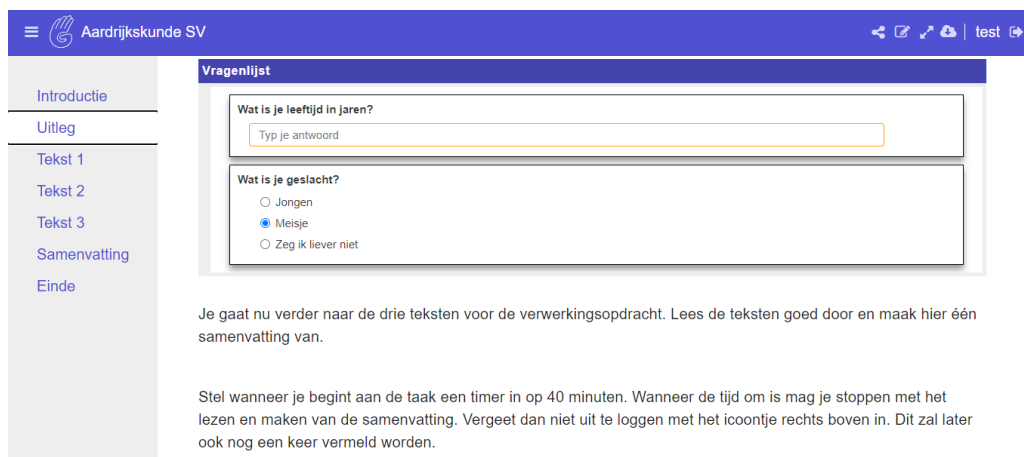 Aardrijkskunde SV
test
Introductie
Uitleg
Tekst 1
Tekst 2
Tekst 3
Samenvatting
Einde
Vragenlijst
Wat is je leeftijd in jaren?
Typ je antwoord
Wat is je geslacht?
Jongen
Meisje
Zeg ik liever niet
Je gaat nu verder naar de drie teksten voor de verwerkingsopdracht. Lees de teksten goed door en maak hier één
samenvatting van.
Stel wanneer je begint aan de taak een timer in op 40 minuten. Wanneer de tijd om is mag je stoppen met het
lezen en maken van de samenvatting. Vergeet dan niet uit te loggen met het icoontje rechts boven in. Dit zal later
ook nog een keer vermeld worden.